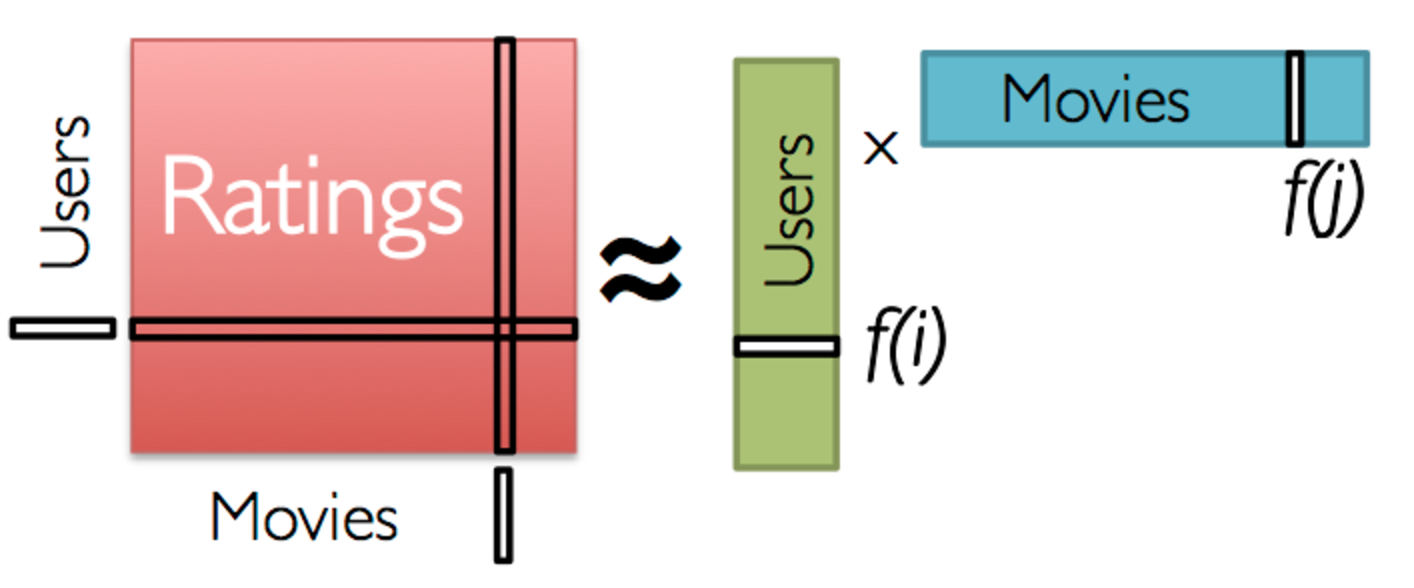 Users
Ratings
Movies
≈
Users
f(i)
×
Movies
f(j)